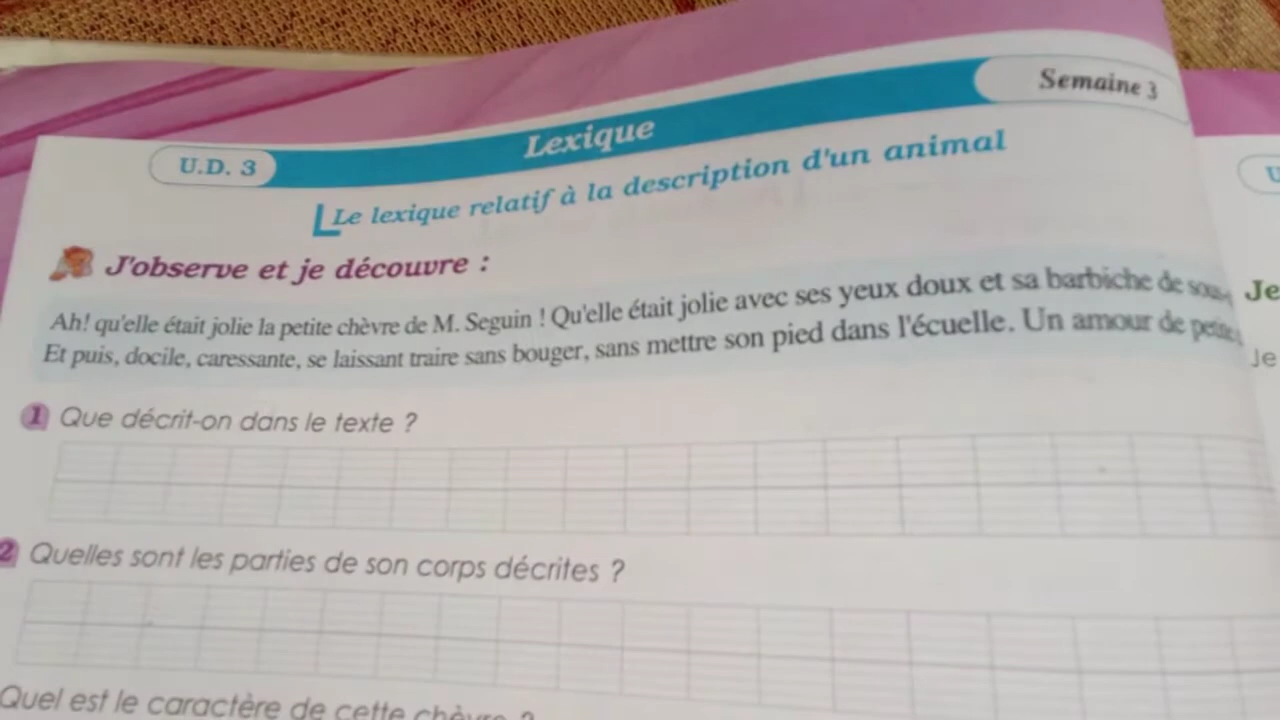 Semaine 3
Lexique
U.D. 3
Le lexique relatif à la description d'un animal
J'observe et je découvre :
Ah! qu'elle était jolie la petite chèvre de M. Seguin ! Qu'elle était jolie avec ses yeux doux et sa barbiche de
Et puis, docile, caressante, se laissant traire sans bouger, sans mettre son pied dans l'écuelle. Un amour de
1 Que décrit-on dans le texte ?
2 Quelles sont les parties de son corps décrites ?
Quel est le caractère de cette chèvre ?
U
Je
Je